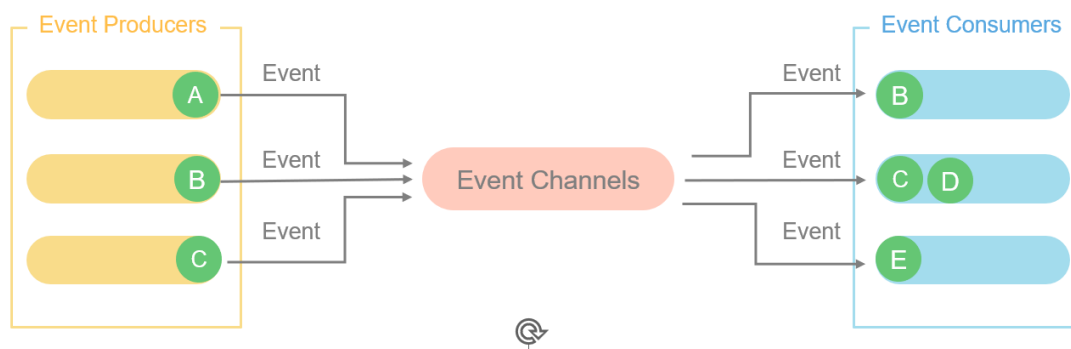 Event Producers
Event Consumers
A
Event
Event
B
B
Event
Event Channels
Event
C D
C
Event
Event
E